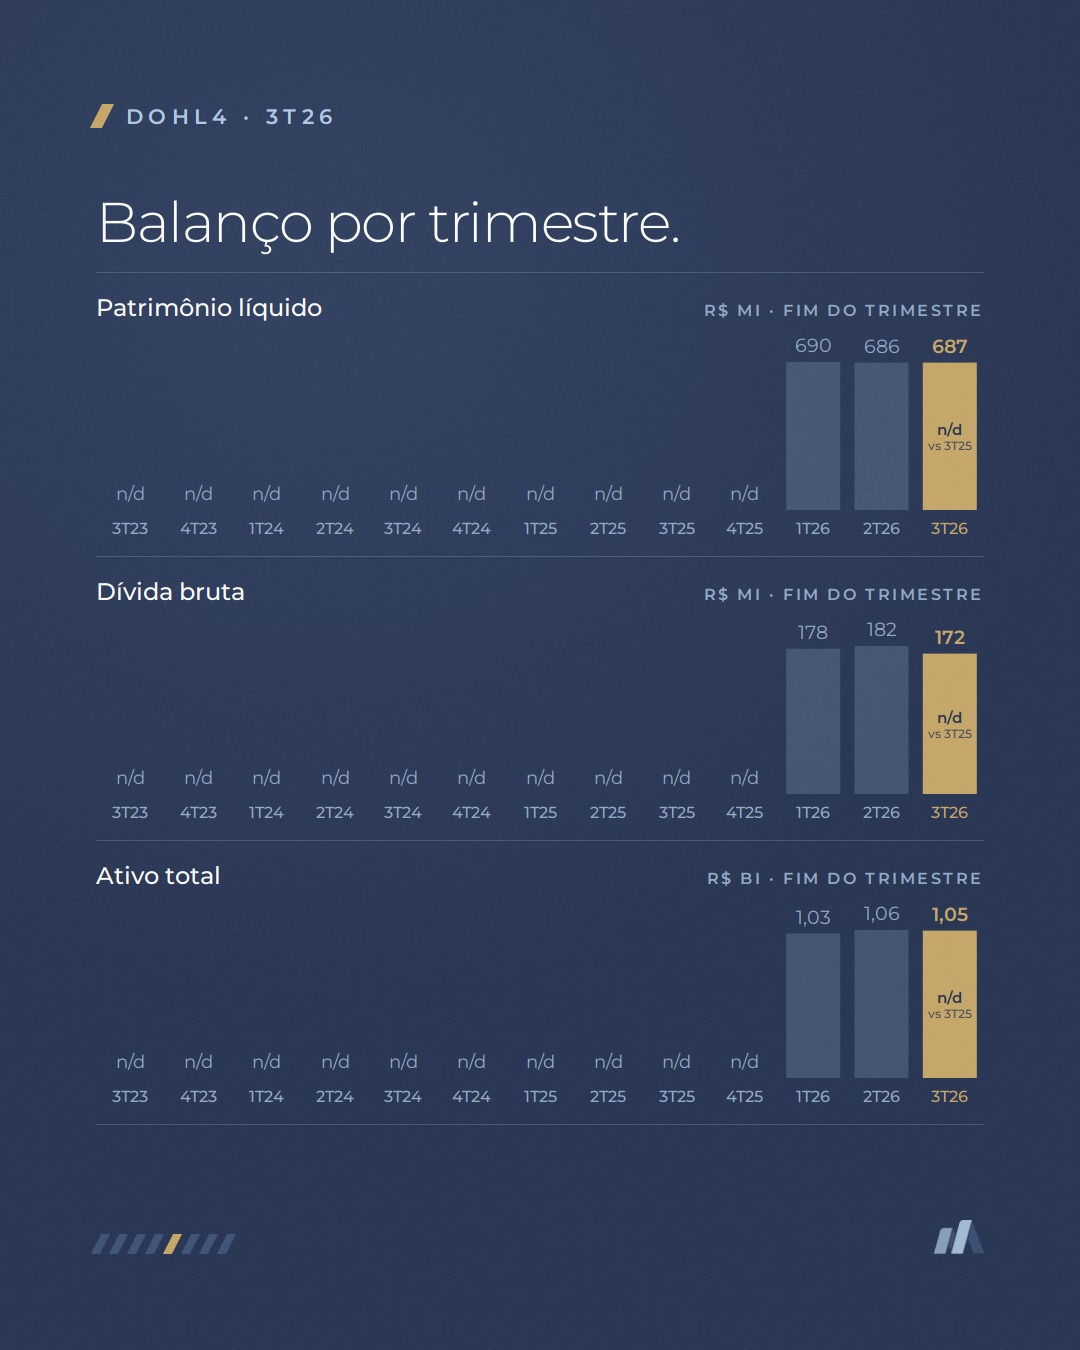 DOHL4 · 3T26
Balanço por trimestre.
Patrimônio líquido
R$ MI · FIM DO TRIMESTRE
690 686 687
n/d
vs 3T25
n/d n/d n/d n/d n/d n/d n/d n/d n/d n/d
3T23 4T23 1T24 2T24 3T24 4T24 1T25 2T25 3T25 4T25 1T26 2T26 3T26
Dívida bruta
R$ MI · FIM DO TRIMESTRE
178 182 172
n/d
vs 3T25
n/d n/d n/d n/d n/d n/d n/d n/d n/d n/d
3T23 4T23 1T24 2T24 3T24 4T24 1T25 2T25 3T25 4T25 1T26 2T26 3T26
Ativo total
R$ BI · FIM DO TRIMESTRE
1,03 1,06 1,05
n/d
vs 3T25
n/d n/d n/d n/d n/d n/d n/d n/d n/d n/d
3T23 4T23 1T24 2T24 3T24 4T24 1T25 2T25 3T25 4T25 1T26 2T26 3T26